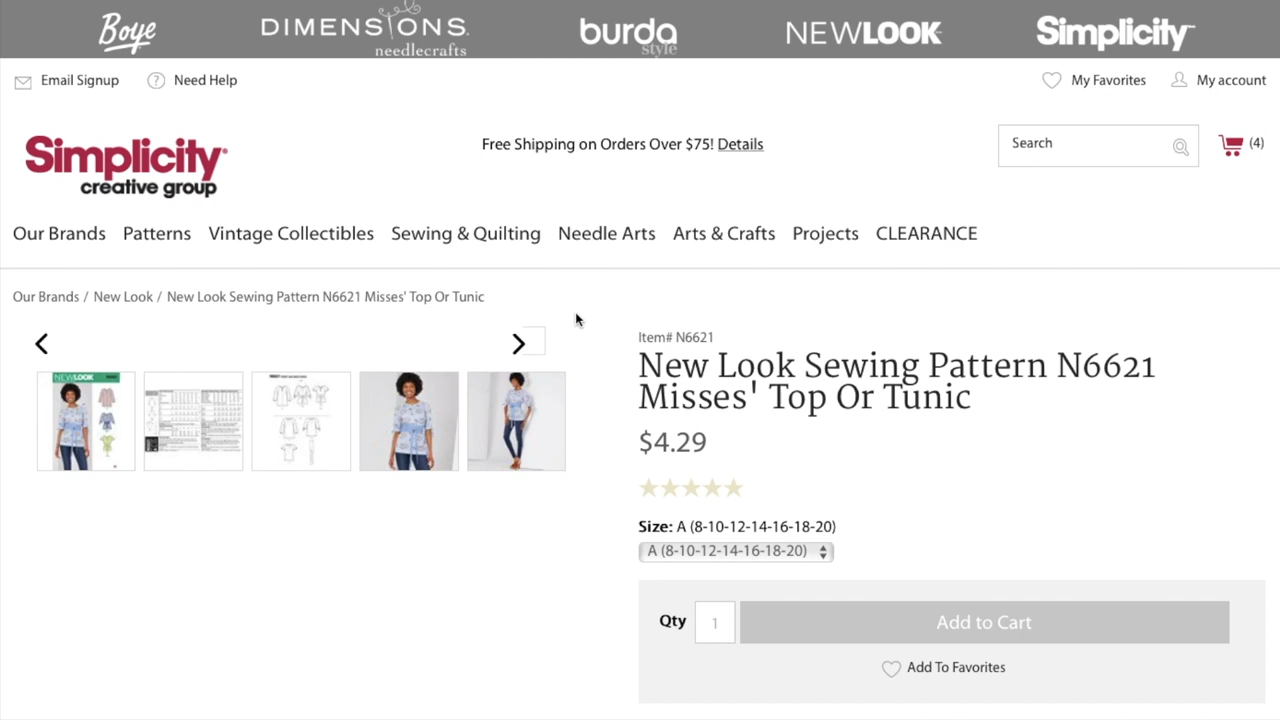 Boye
DIMENSIONS
needlecrafts
burda
style
NEWLOOK
Simplicity
Email Signup
Need Help
My Favorites
My account
Simplicity
creative group
Free Shipping on Orders Over $75! Details
Search
(4)
Our Brands Patterns Vintage Collectibles Sewing & Quilting Needle Arts Arts & Crafts Projects CLEARANCE
Our Brands / New Look / New Look Sewing Pattern N6621 Misses' Top Or Tunic
NEWLOOK
Item# N6621
New Look Sewing Pattern N6621
Misses' Top Or Tunic
$4.29
Size: A (8-10-12-14-16-18-20)
A (8-10-12-14-16-18-20)
Qty
1
Add to Cart
Add To Favorites